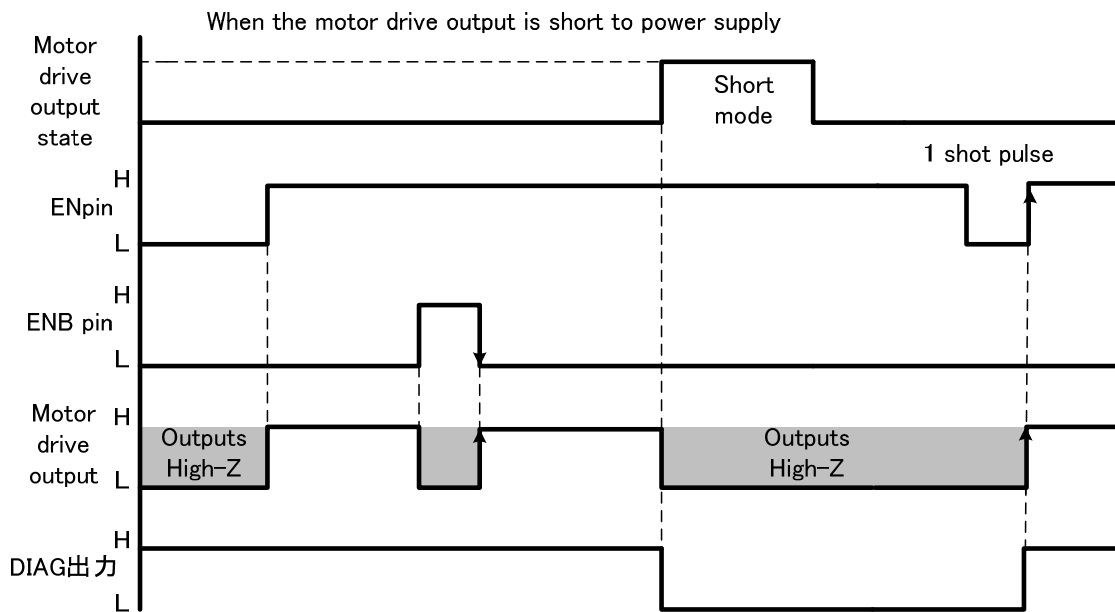 When the motor drive output is short to power supply
Motor
drive
output
state
Short
mode
1 shot pulse
H
ENpin
L
H
ENB pin
L
Motor
drive
output
H
L
Outputs
High-Z
Outputs
High-Z
H
DIAG出力
L